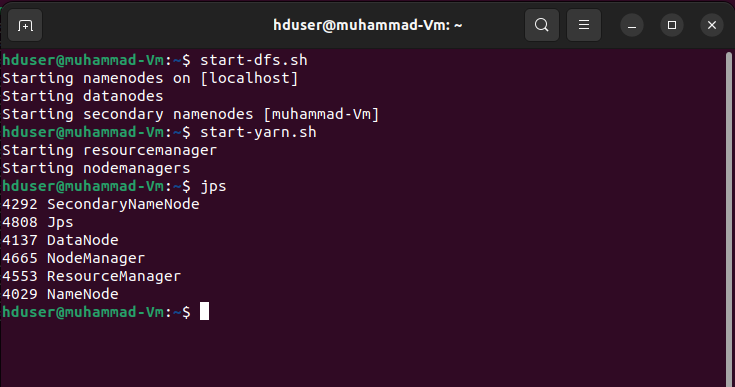 hduser@muhammad-Vm: ~
hduser@muhammad-Vm:~$ start-dfs.sh
Starting namenodes on [localhost]
Starting datanodes
Starting secondary namenodes [muhammad-Vm]
hduser@muhammad-Vm:~$ start-yarn.sh
Starting resourcemanager
Starting nodemanagers
hduser@muhammad-Vm:~$ jps
4292 SecondaryNameNode
4808 Jps
4137 DataNode
4665 NodeManager
4553 ResourceManager
4029 NameNode
hduser@muhammad-Vm:~$